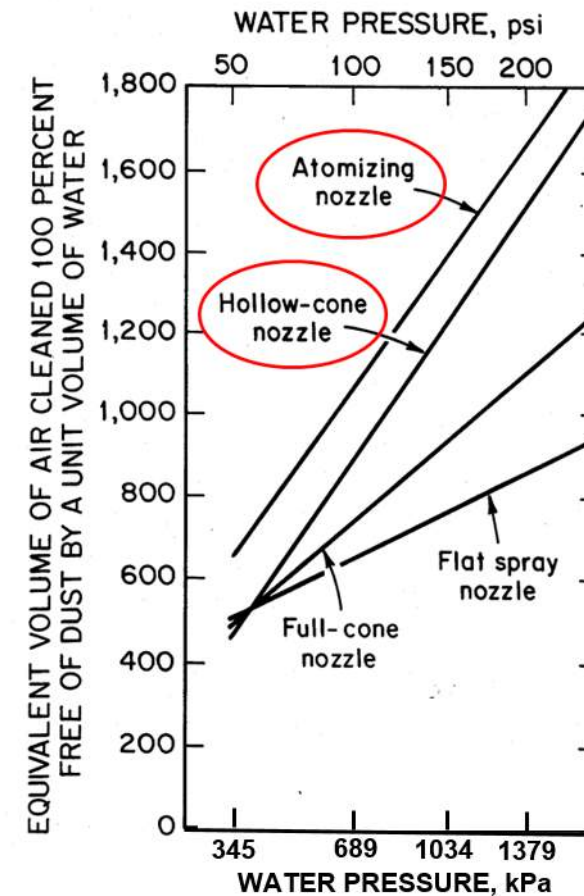 WATER PRESSURE, psi
50 100 150 200
EQUIVALENT VOLUME OF AIR CLEANED 100 PERCENT
FREE OF DUST BY A UNIT VOLUME OF WATER
1,800
1,600
1,400
1,200
1,000
800
600
400
200
0
Atomizing
nozzle
Hollow-cone
nozzle
Flat spray
nozzle
Full-cone
nozzle
345 689 1034 1379
WATER PRESSURE, kPa